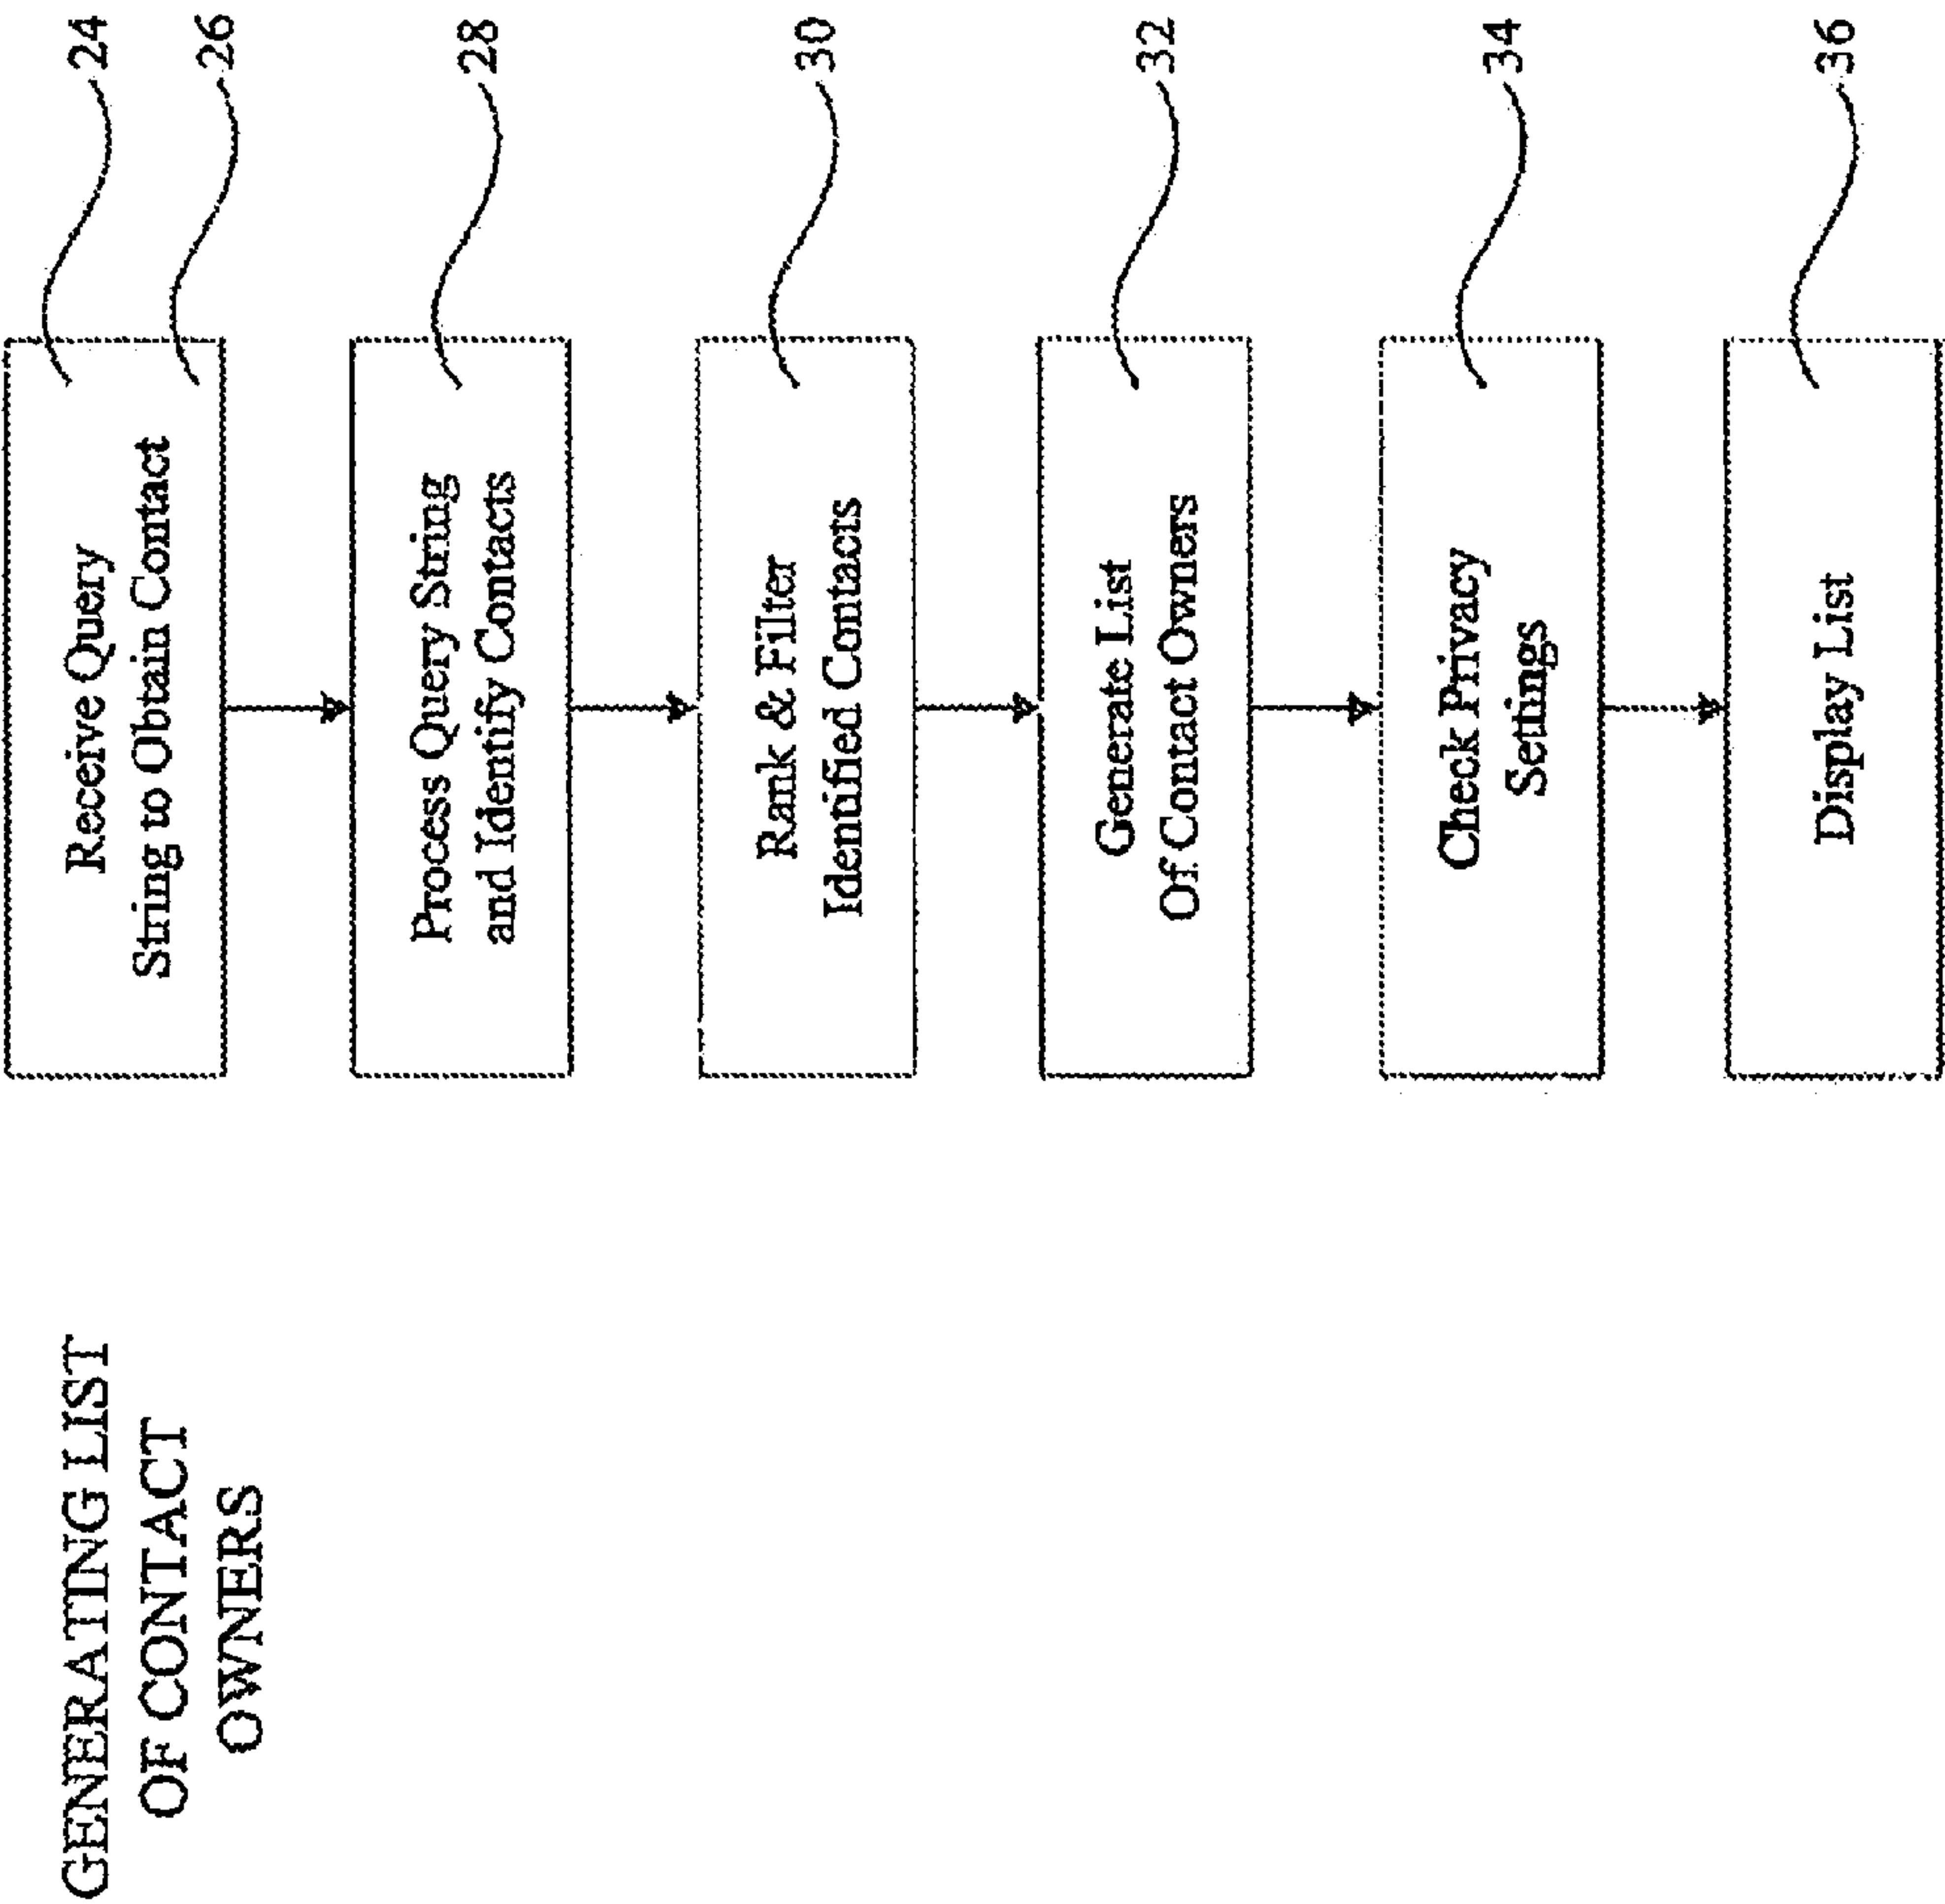 GENERATING LIST
OF CONTACT
OWNERS
Receive Query
String to Obtain Contact
24
26
Process Query String
and Identify Contacts
28
Rank & Filter
Identified Contacts
30
Generate List
Of Contact Owners
32
Check Privacy
Settings
34
Display List
36